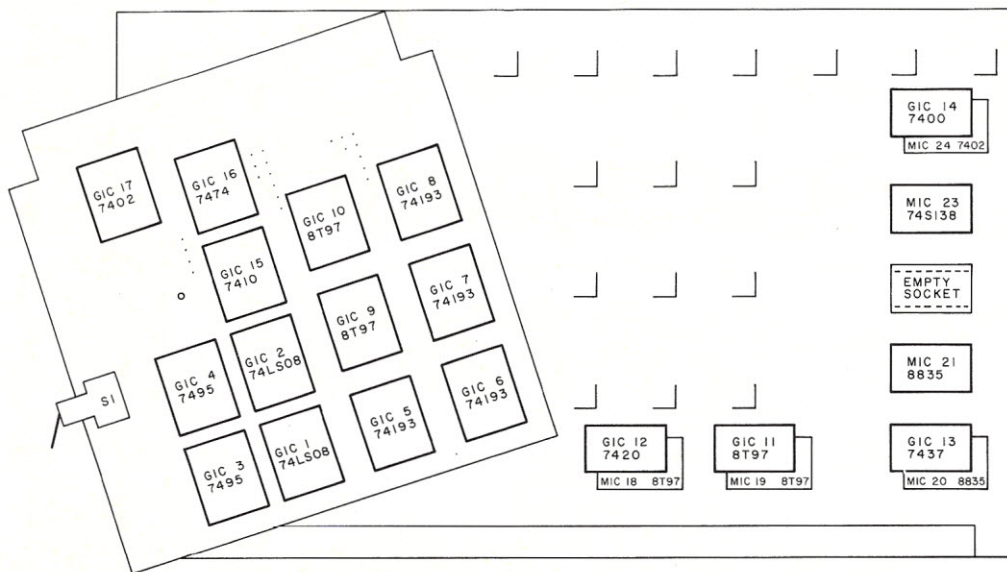 GIC 17
7402
GIC 16
7474
GIC 10
8T97
GIC 8
74193
GIC 15
7410
GIC 9
8T97
GIC 7
74193
GIC 4
7495
GIC 2
74LS08
GIC 5
74193
GIC 6
74193
S1
GIC 3
7495
GIC 1
74LS08
GIC 14
7400
MIC 24 7402
MIC 23
74S138
EMPTY
SOCKET
MIC 21
8835
GIC 12
7420
MIC 18 8T97
GIC 11
8T97
MIC 19 8T97
GIC 13
7437
MIC 20 8835